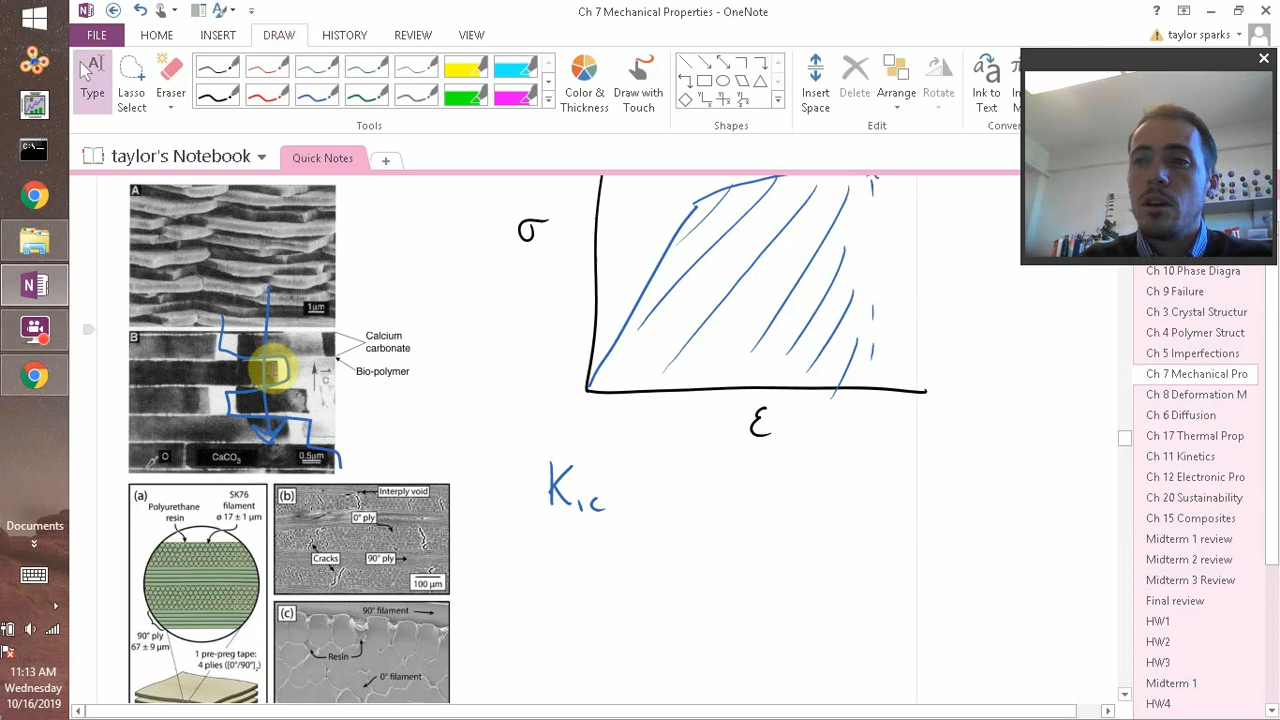 Ch 7 Mechanical Properties - OneNote
?
FILE
HOME
INSERT
DRAW
HISTORY
REVIEW
VIEW
taylor sparks
Type
Lasso
Select
Eraser
Color &
Thickness
Draw with
Touch
Insert
Space
Delete
Arrange
Rotate
Ink to
Text
Tools
Shapes
Edit
Conver
taylor's Notebook
Quick Notes
A
1μm
B
Calcium
carbonate
Bio-polymer
CaCO3
0.5μm
σ
ε
K1c
(a)
SK76
filament
ø 17 ± 1 μm
Polyurethane
resin
90° ply
67 ± 9 μm
1 pre-preg tape:
4 plies ([0°/90°]2)
(b)
Interply void
0° ply
Cracks
90° ply
100 μm
(c)
90° filament
Resin
0° filament
Ch 10 Phase Diagra
Ch 9 Failure
Ch 3 Crystal Structur
Ch 4 Polymer Struct
Ch 5 Imperfections
Ch 7 Mechanical Pro
Ch 8 Deformation M
Ch 6 Diffusion
Ch 17 Thermal Prop
Ch 11 Kinetics
Ch 12 Electronic Pro
Ch 20 Sustainability
Ch 15 Composites
Midterm 1 review
Midterm 2 review
Midterm 3 Review
Final review
HW1
HW2
HW3
Midterm 1
HW4
Documents
11:13 AM
Wednesday
10/16/2019